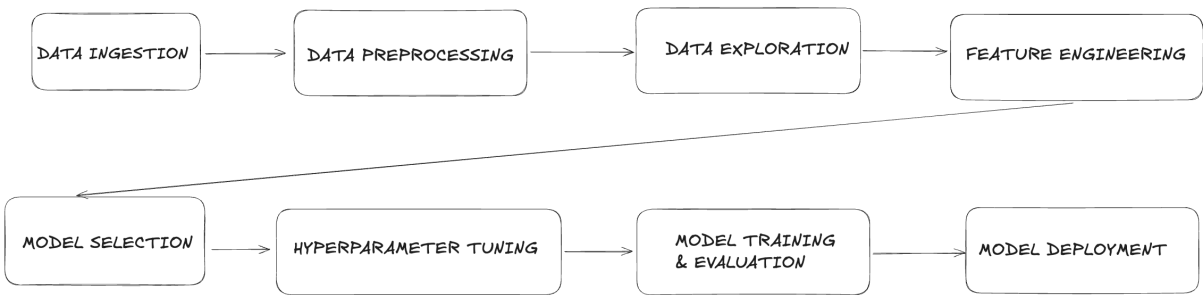 DATA INGESTION
DATA PREPROCESSING
DATA EXPLORATION
FEATURE ENGINEERING
MODEL SELECTION
HYPERPARAMETER TUNING
MODEL TRAINING
& EVALUATION
MODEL DEPLOYMENT